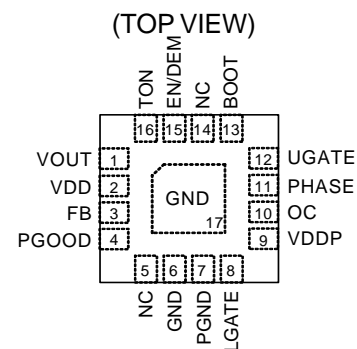 (TOP VIEW)
TON
EN/DEM
NC
BOOT
16 15 14 13
VOUT 1
VDD 2
FB 3
PGOOD 4
GND
17
12 UGATE
11 PHASE
10 OC
9 VDDP
5 6 7 8
NC
GND
PGND
LGATE